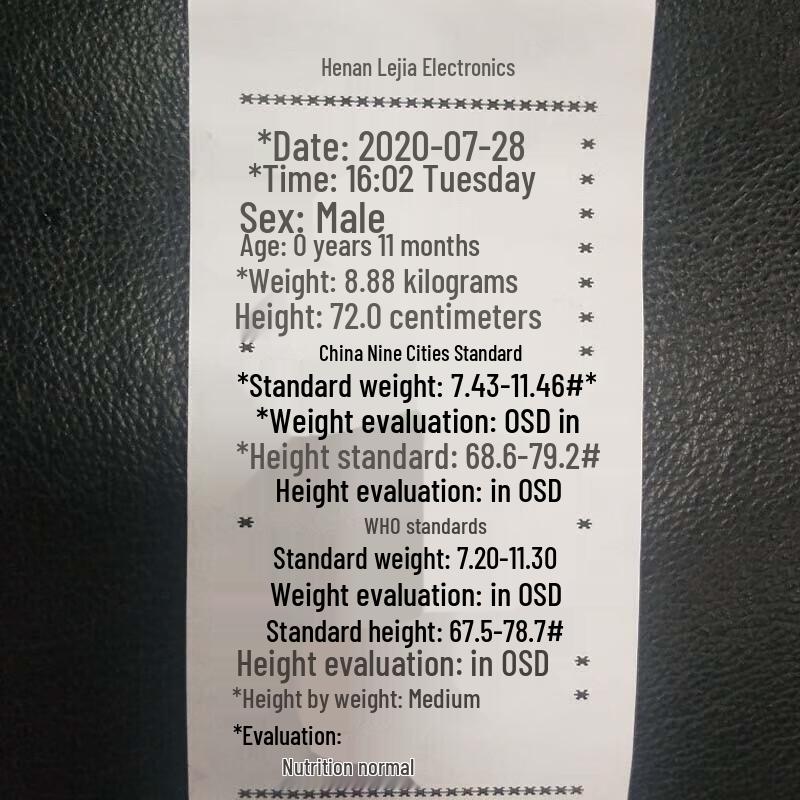 Henan Lejia Electronics
*********************
*Date: 2020-07-28 *
*Time: 16:02 Tuesday *
Sex: Male *
Age: 0 years 11 months *
*Weight: 8.88 kilograms *
Height: 72.0 centimeters *
* China Nine Cities Standard *
*Standard weight: 7.43-11.46#*
*Weight evaluation: OSD in
*Height standard: 68.6-79.2#
Height evaluation: in OSD
* WHO standards *
Standard weight: 7.20-11.30
Weight evaluation: in OSD
Standard height: 67.5-78.7#
Height evaluation: in OSD *
*Height by weight: Medium *
*Evaluation:
Nutrition normal
*********************